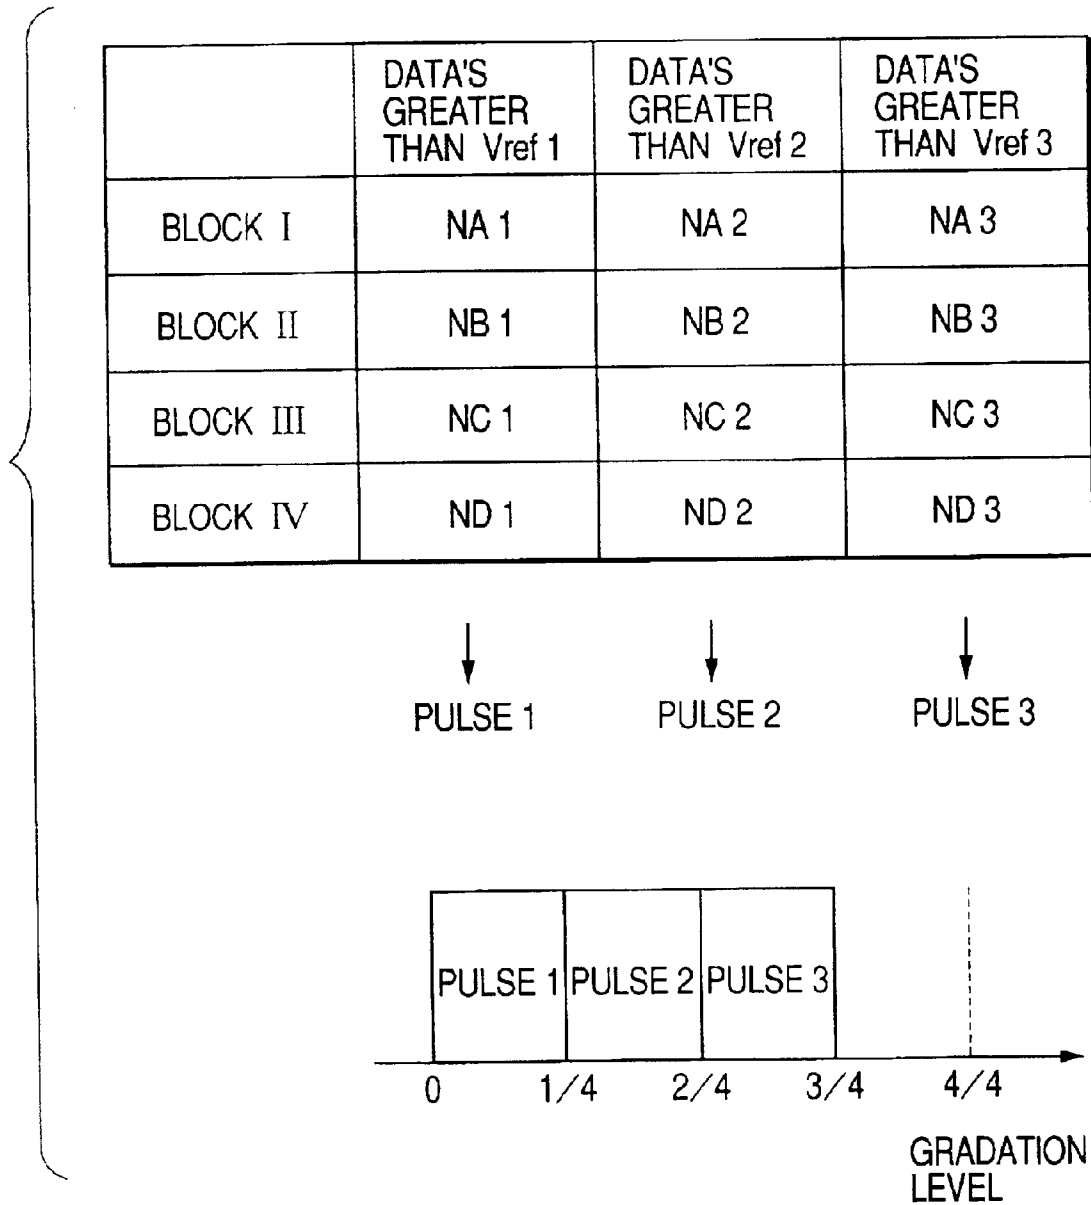 DATA'S GREATER THAN Vref 1
DATA'S GREATER THAN Vref 2
DATA'S GREATER THAN Vref 3
BLOCK I NA 1 NA 2 NA 3
BLOCK II NB 1 NB 2 NB 3
BLOCK III NC 1 NC 2 NC 3
BLOCK IV ND 1 ND 2 ND 3
PULSE 1 PULSE 2 PULSE 3
PULSE 1 PULSE 2 PULSE 3
0 1/4 2/4 3/4 4/4
GRADATION
LEVEL